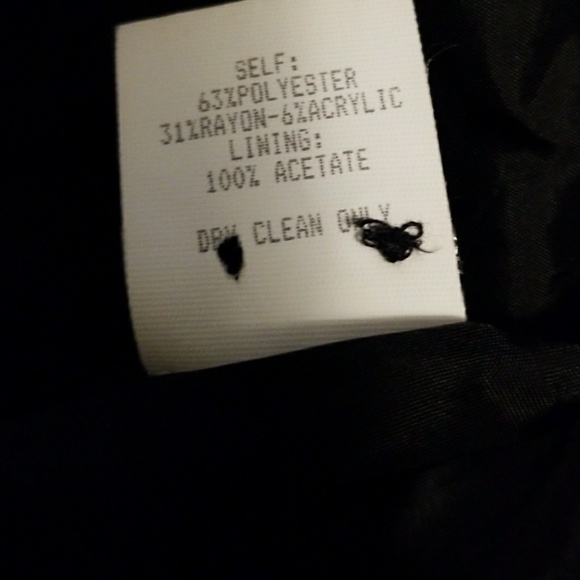 SELF:
63%POLYESTER
31%RAYON-6%ACRYLIC
LINING:
100% ACETATE
DRY CLEAN ONLY